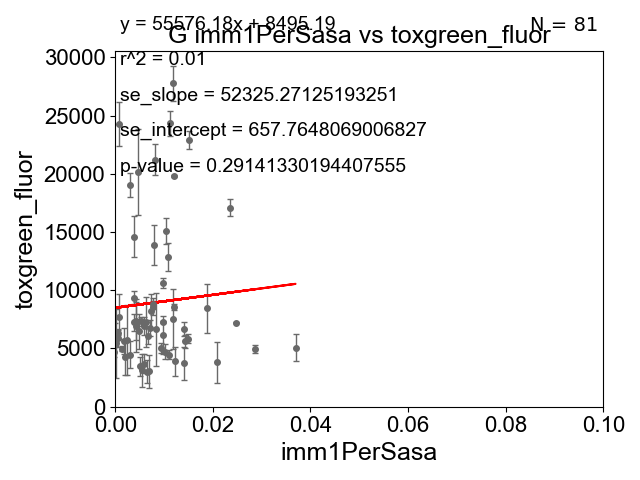 y = 55576.18x + 8495.19
N = 81
G imm1PerSasa vs toxgreen_fluor
r^2 = 0.01
se_slope = 52325.27125193251
se_intercept = 657.7648069006827
p-value = 0.29141330194407555
30000
25000
20000
15000
10000
5000
0
toxgreen_fluor
0.00 0.02 0.04 0.06 0.08 0.10
imm1PerSasa